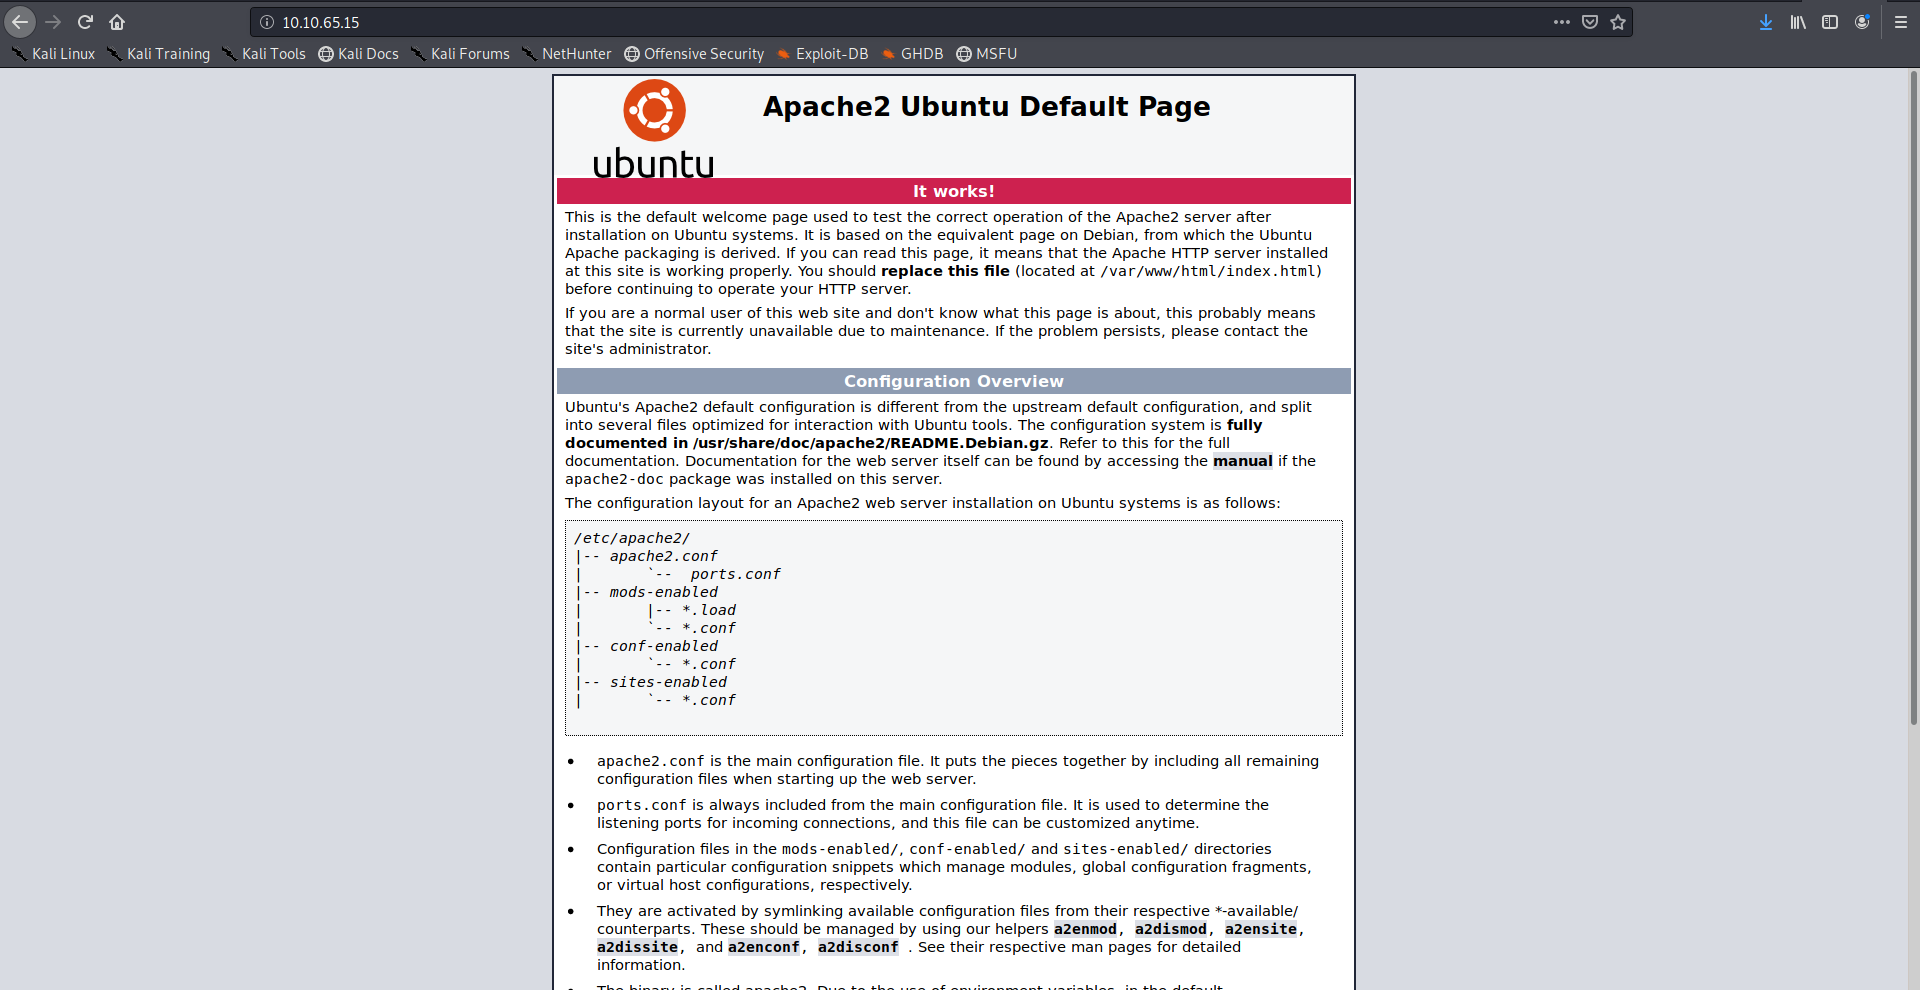 10.10.65.15
Kali Linux Kali Training Kali Tools Kali Docs Kali Forums NetHunter Offensive Security Exploit-DB GHDB MSFU
ubuntu
Apache2 Ubuntu Default Page
It works!
This is the default welcome page used to test the correct operation of the Apache2 server after
installation on Ubuntu systems. It is based on the equivalent page on Debian, from which the Ubuntu
Apache packaging is derived. If you can read this page, it means that the Apache HTTP server installed
at this site is working properly. You should replace this file (located at /var/www/html/index.html)
before continuing to operate your HTTP server.
If you are a normal user of this web site and don't know what this page is about, this probably means
that the site is currently unavailable due to maintenance. If the problem persists, please contact the
site's administrator.
Configuration Overview
Ubuntu's Apache2 default configuration is different from the upstream default configuration, and split
into several files optimized for interaction with Ubuntu tools. The configuration system is fully
documented in /usr/share/doc/apache2/README.Debian.gz. Refer to this for the full
documentation. Documentation for the web server itself can be found by accessing the manual if the
apache2-doc package was installed on this server.
The configuration layout for an Apache2 web server installation on Ubuntu systems is as follows:
/etc/apache2/
|-- apache2.conf
|       `--  ports.conf
|-- mods-enabled
|       |-- *.load
|       `-- *.conf
|-- conf-enabled
|       `-- *.conf
|-- sites-enabled
|       `-- *.conf
• apache2.conf is the main configuration file. It puts the pieces together by including all remaining
configuration files when starting up the web server.
• ports.conf is always included from the main configuration file. It is used to determine the
listening ports for incoming connections, and this file can be customized anytime.
• Configuration files in the mods-enabled/, conf-enabled/ and sites-enabled/ directories
contain particular configuration snippets which manage modules, global configuration fragments,
or virtual host configurations, respectively.
• They are activated by symlinking available configuration files from their respective *-available/
counterparts. These should be managed by using our helpers a2enmod, a2dismod, a2ensite,
a2dissite, and a2enconf, a2disconf . See their respective man pages for detailed
information.
• The binary is called apache2. Due to the use of environment variables, in the default